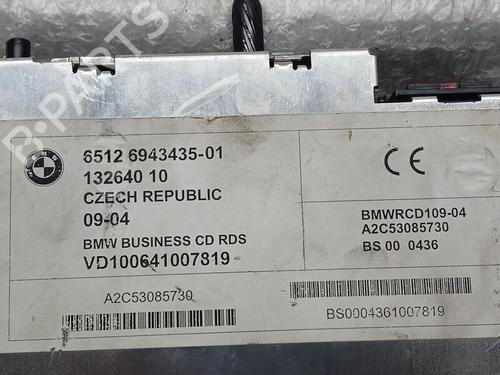 B-PARTS
BMW
6512 6943435-01
132640 10
CZECH REPUBLIC
09-04
BMW BUSINESS CD RDS
VD100641007819
A2C53085730
CE
BMWRCD109-04
A2C53085730
BS 00 0436
BS0004361007819